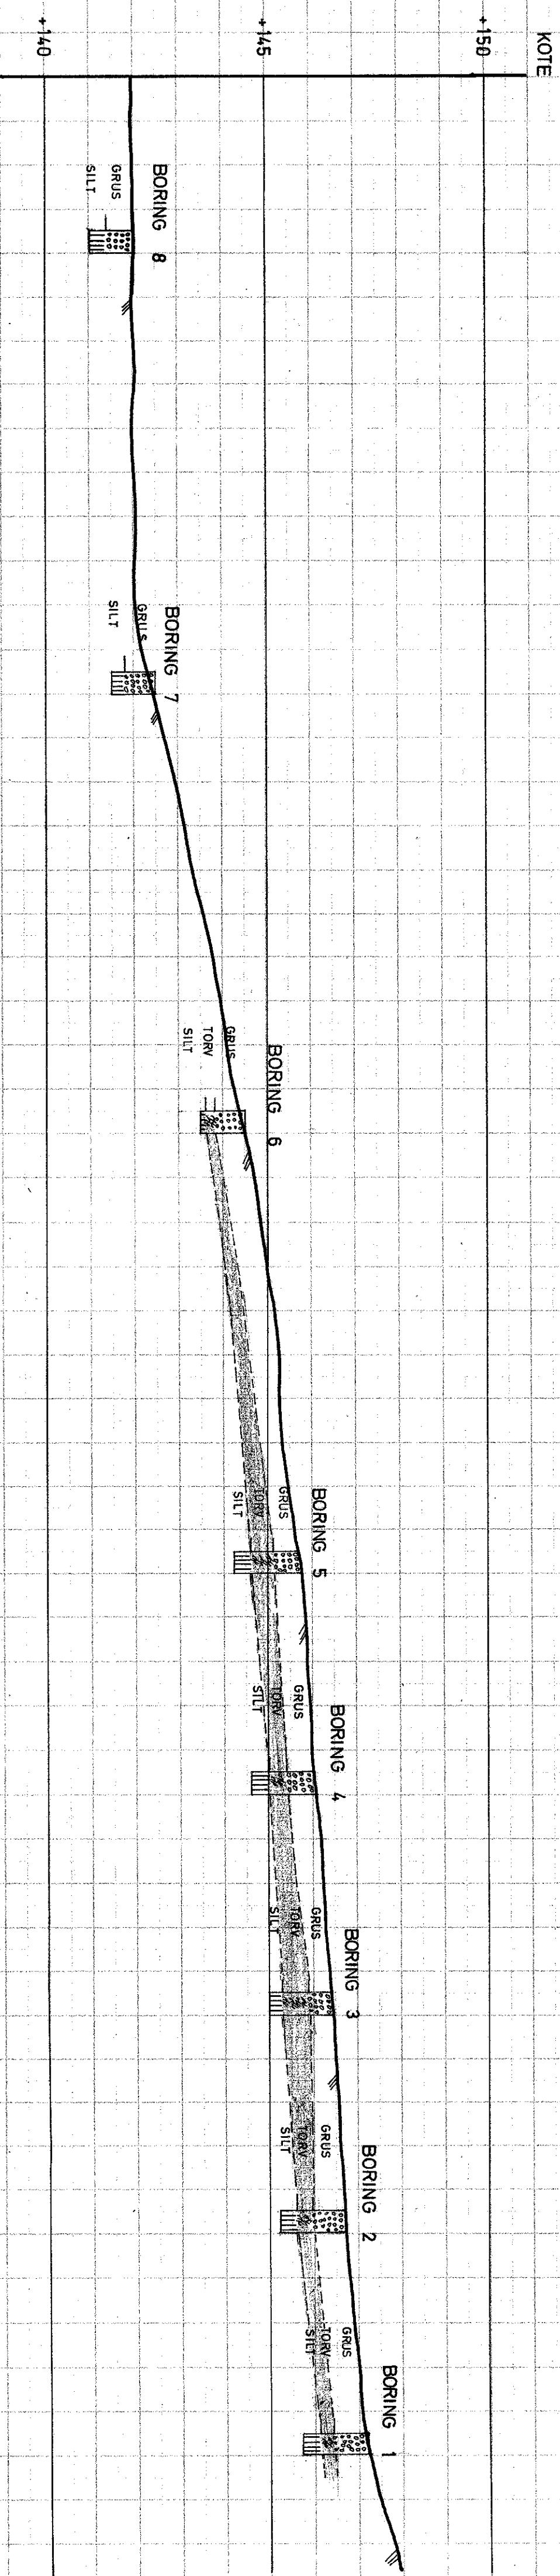 KOTE
+150
+145
+140
BORING 8
GRUS
SILT
BORING 7
GRUS
SILT
BORING 6
GRUS
TORV
SILT
BORING 5
GRUS
TORV
SILT
BORING 4
GRUS
TORV
SILT
BORING 3
GRUS
TORV
SILT
BORING 2
GRUS
TORV
SILT
BORING 1
GRUS
TORV
SILT